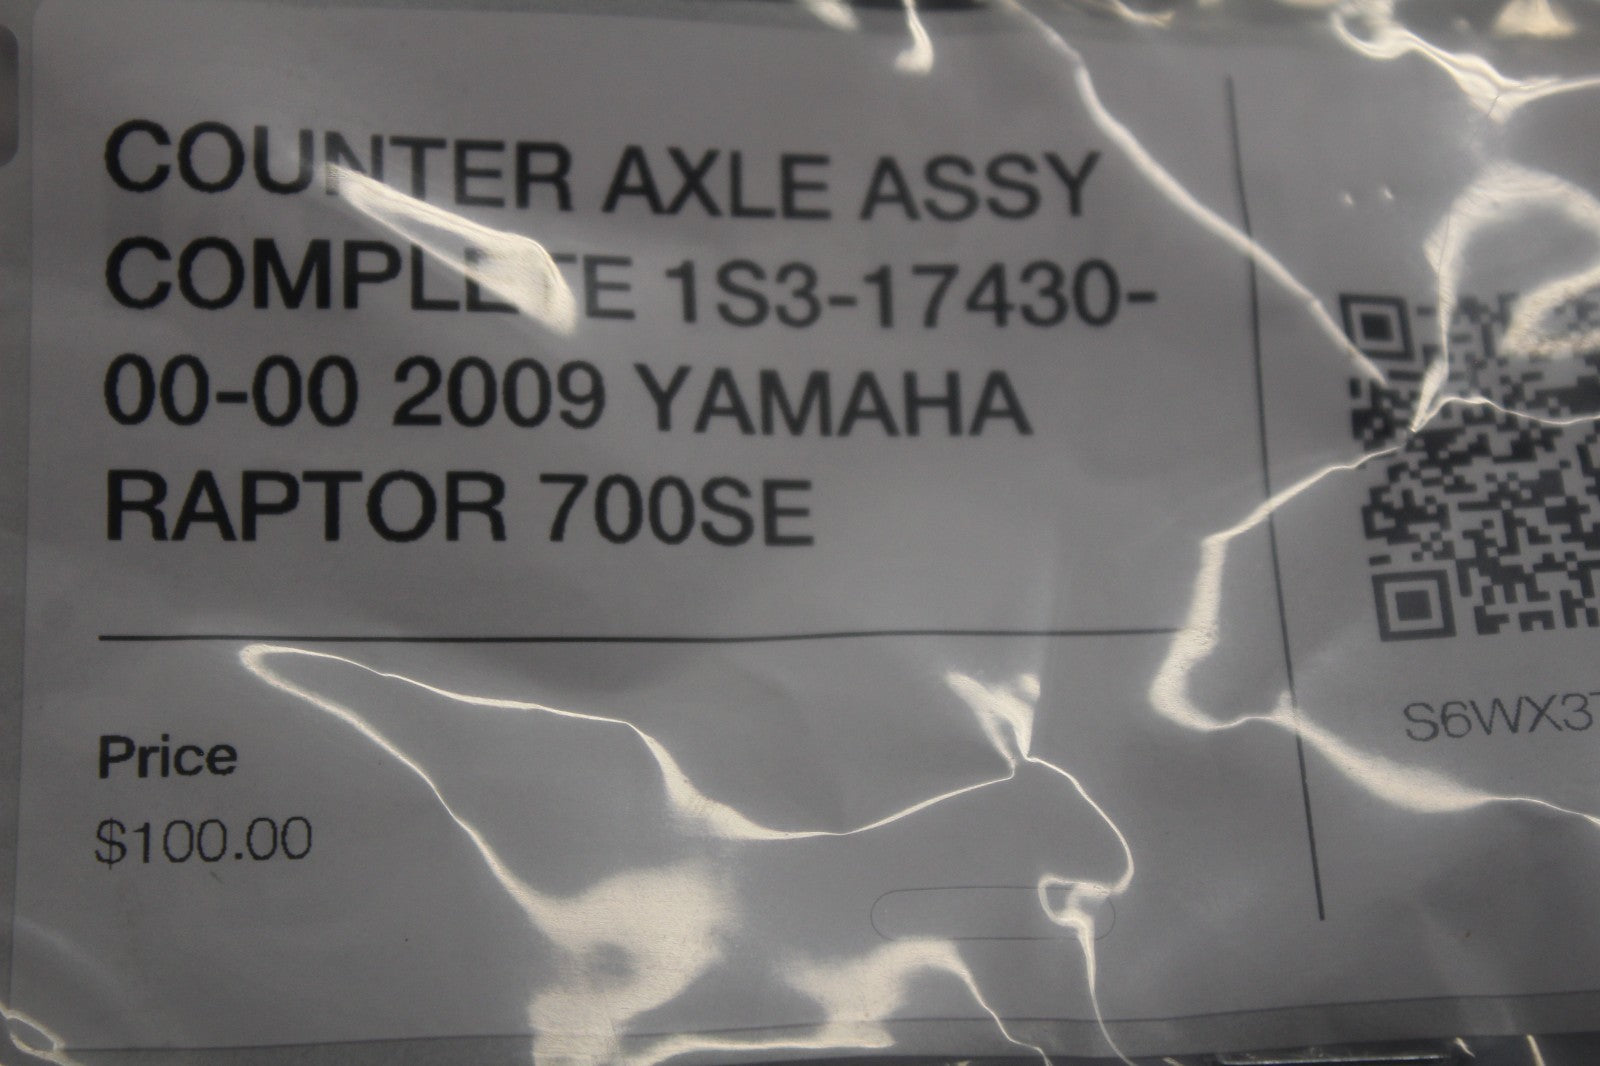 COUNTER AXLE ASSY
COMPLETE 1S3-17430-
00-00 2009 YAMAHA
RAPTOR 700SE
Price
$100.00
S6WX3